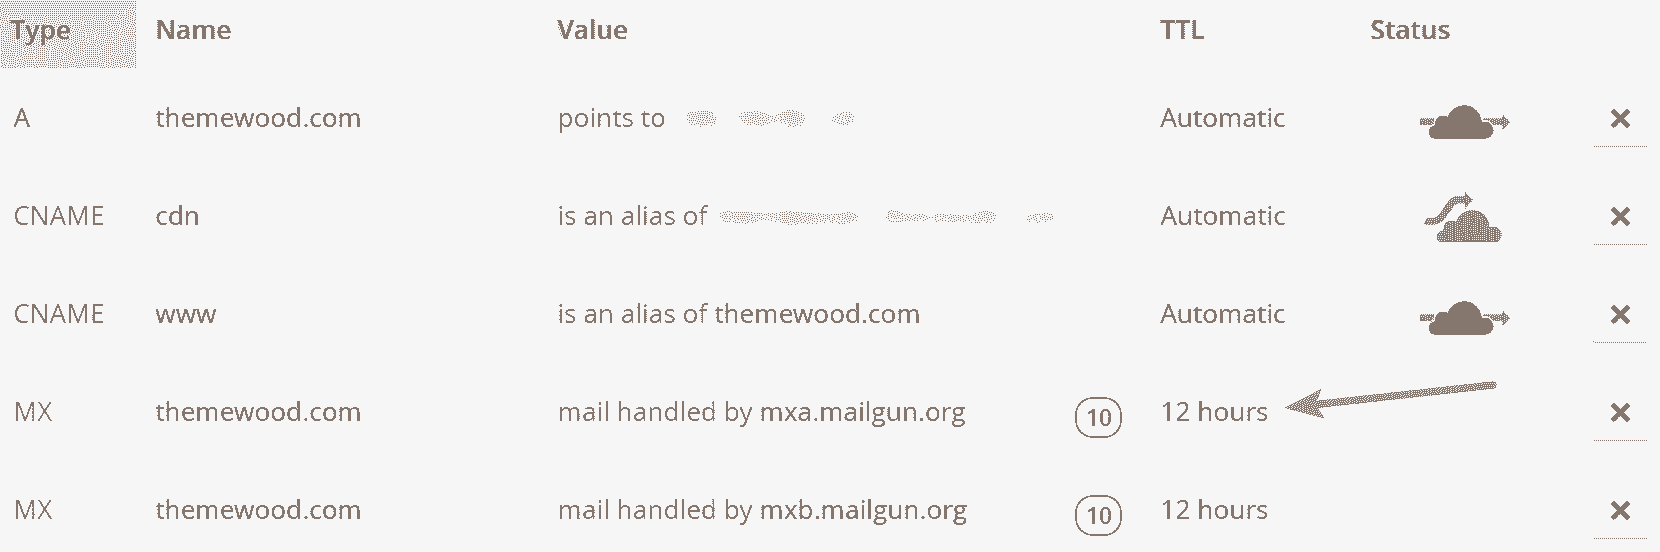 Type Name Value TTL Status
A themewood.com points to Automatic
CNAME cdn is an alias of Automatic
CNAME www is an alias of themewood.com Automatic
MX themewood.com mail handled by mxa.mailgun.org 10 12 hours
MX themewood.com mail handled by mxb.mailgun.org 10 12 hours